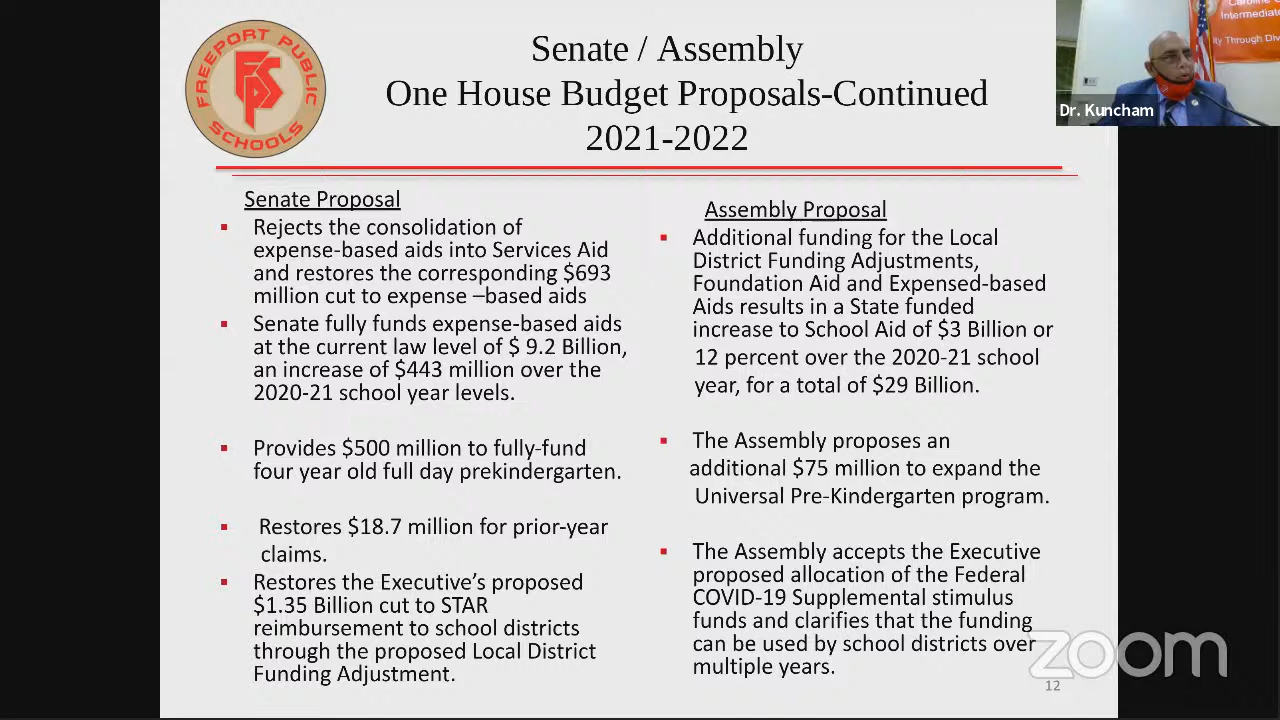 FREEPORT PUBLIC
SCHOOLS
FPS
Senate / Assembly
One House Budget Proposals-Continued
2021-2022
Caroline
Intermediate
ity Through Div
Dr. Kuncham
Senate Proposal
▪ Rejects the consolidation of
expense-based aids into Services Aid
and restores the corresponding $693
million cut to expense –based aids
▪ Senate fully funds expense-based aids
at the current law level of $ 9.2 Billion,
an increase of $443 million over the
2020-21 school year levels.
▪ Provides $500 million to fully-fund
four year old full day prekindergarten.
▪ Restores $18.7 million for prior-year
claims.
▪ Restores the Executive’s proposed
$1.35 Billion cut to STAR
reimbursement to school districts
through the proposed Local District
Funding Adjustment.
Assembly Proposal
▪ Additional funding for the Local
District Funding Adjustments,
Foundation Aid and Expensed-based
Aids results in a State funded
increase to School Aid of $3 Billion or
12 percent over the 2020-21 school
year, for a total of $29 Billion.
▪ The Assembly proposes an
additional $75 million to expand the
Universal Pre-Kindergarten program.
▪ The Assembly accepts the Executive
proposed allocation of the Federal
COVID-19 Supplemental stimulus
funds and clarifies that the funding
can be used by school districts over
multiple years.
zoom
12